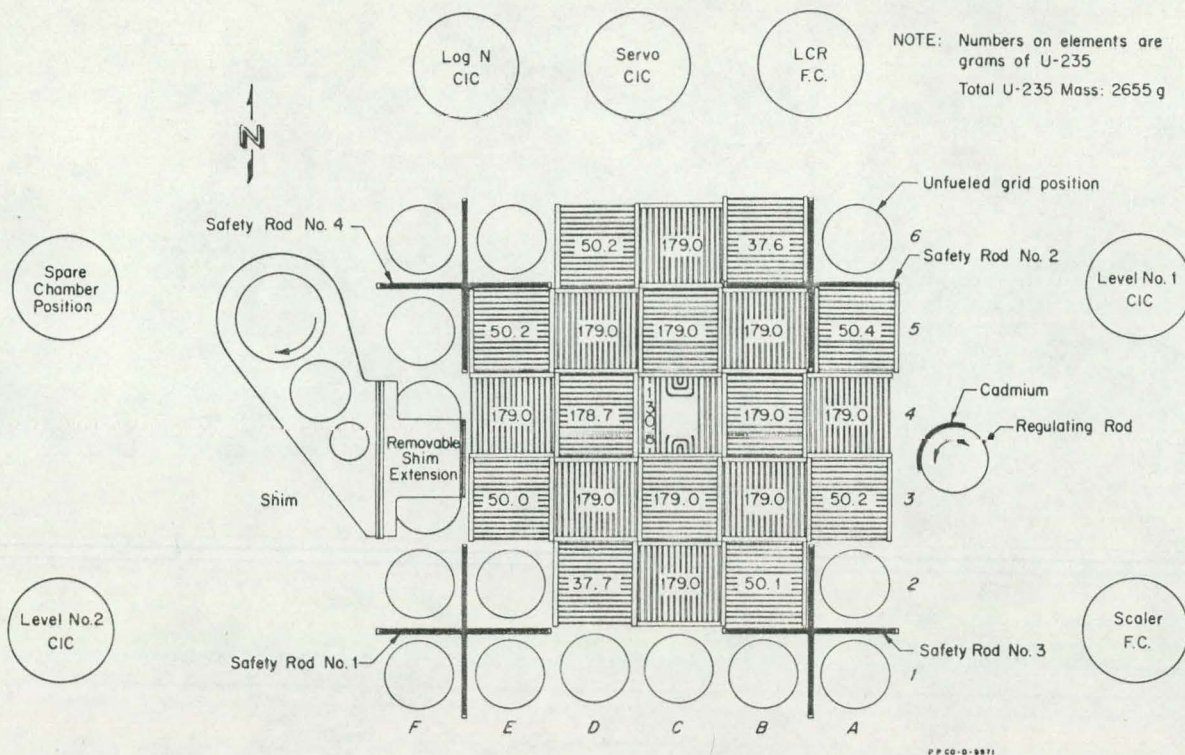 NOTE: Numbers on elements are
grams of U-235
Total U-235 Mass: 2655 g
Log N
CIC
Servo
CIC
LCR
F.C.
N
Unfueled grid position
Safety Rod No. 4
6
50.2
179.0
37.6
Safety Rod No. 2
Spare
Chamber
Position
Level No. 1
CIC
50.2
179.0
179.0
179.0
50.4
5
179.0
178.7
179.0
179.0
4
Cadmium
Regulating Rod
Removable
Shim
Extension
Shim
50.0
179.0
179.0
179.0
50.2
3
37.7
179.0
50.1
2
Level No.2
CIC
Scaler
F.C.
Safety Rod No. 1
Safety Rod No. 3
1
F
E
D
C
B
A